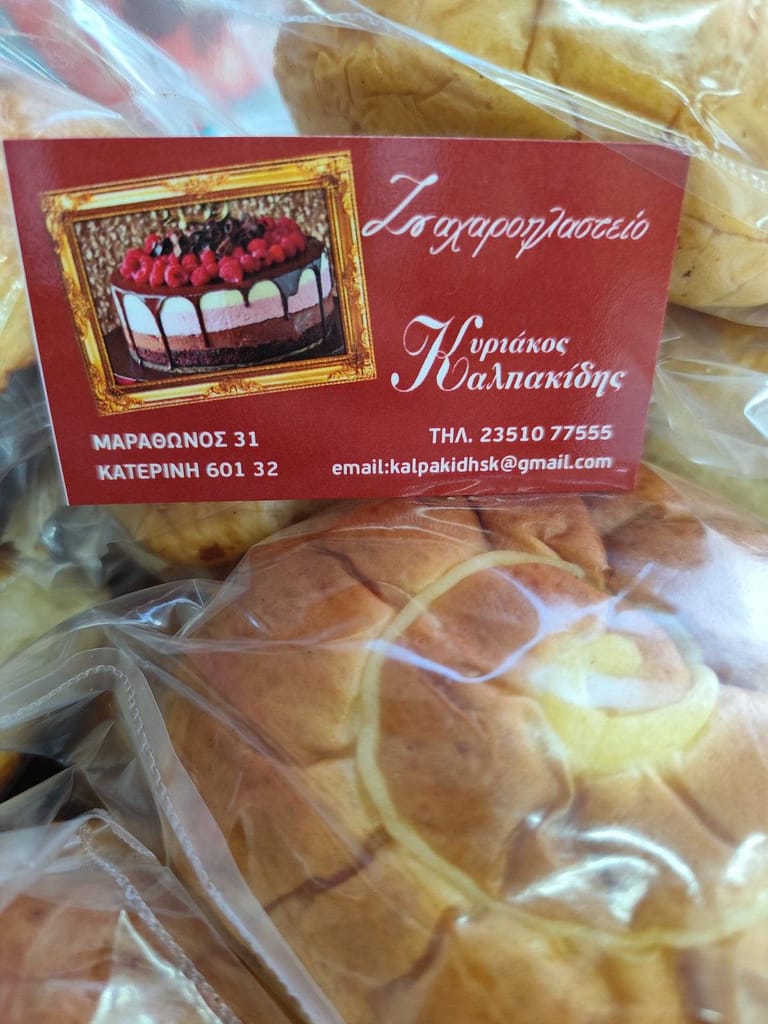 Ζαχαροπλαστείο
Κυριάκος
Καλπακίδης
ΜΑΡΑΘΩΝΟΣ 31
ΚΑΤΕΡΙΝΗ 601 32
ΤΗΛ. 23510 77555
email:kalpakidhsk@gmail.com